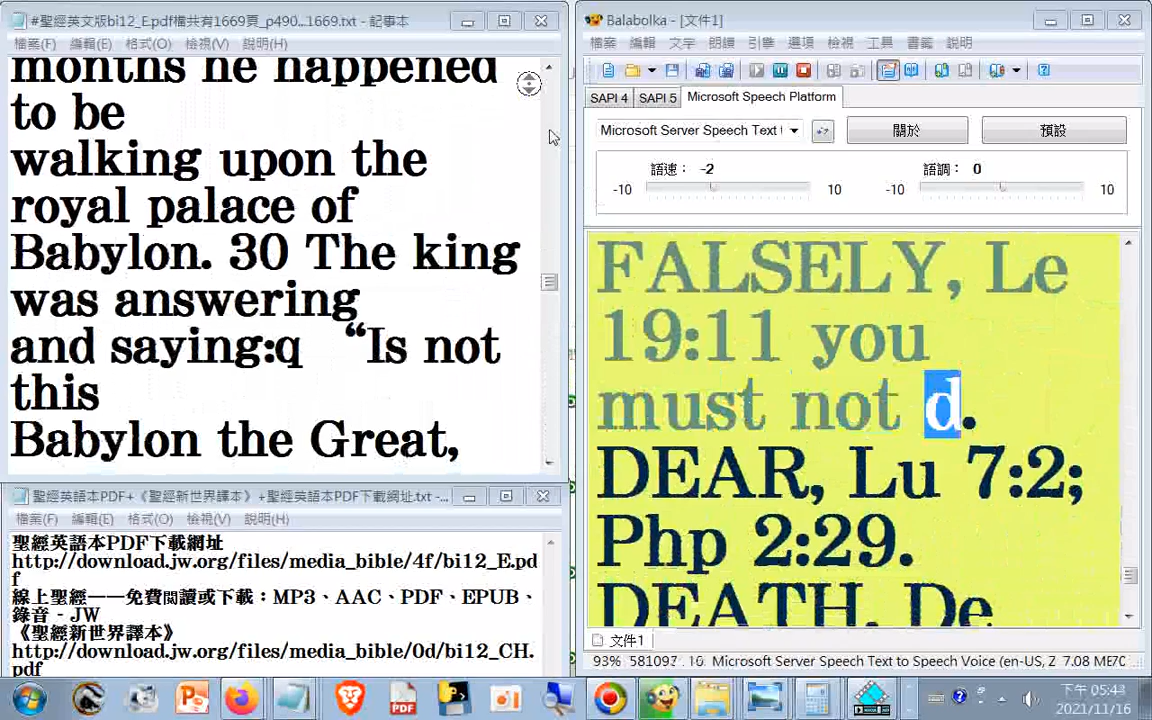 #聖經英文版bi12_E.pdf檔共有1669頁_p490...1669.txt - 記事本
檔案(F) 編輯(E) 格式(O) 檢視(V) 說明(H)
months he happened
to be
walking upon the
royal palace of
Babylon. 30 The king
was answering
and saying:q “Is not
this
Babylon the Great,
聖經英語本PDF+《聖經新世界譯本》+聖經英語本PDF下載網址.txt -...
檔案(F) 編輯(E) 格式(O) 檢視(V) 說明(H)
聖經英語本PDF下載網址
http://download.jw.org/files/media_bible/4f/bi12_E.pd
f
線上聖經——免費閱讀或下載：MP3、AAC、PDF、EPUB、
錄音 - JW
《聖經新世界譯本》
http://download.jw.org/files/media_bible/0d/bi12_CH.
pdf
Balabolka - [文件1]
檔案 編輯 文字 朗讀 引擎 選項 檢視 工具 書籤 說明
SAPI 4 SAPI 5 Microsoft Speech Platform
Microsoft Server Speech Text 關於 預設
語速： -2 語調： 0
-10 10 -10 10
FALSELY, Le
19:11 you
must not d.
DEAR, Lu 7:2;
Php 2:29.
DEATH, De
文件1
93% 581097 10. Microsoft Server Speech Text to Speech Voice (en-US, Z 7.08 ME
下午 05:43
2021/11/16